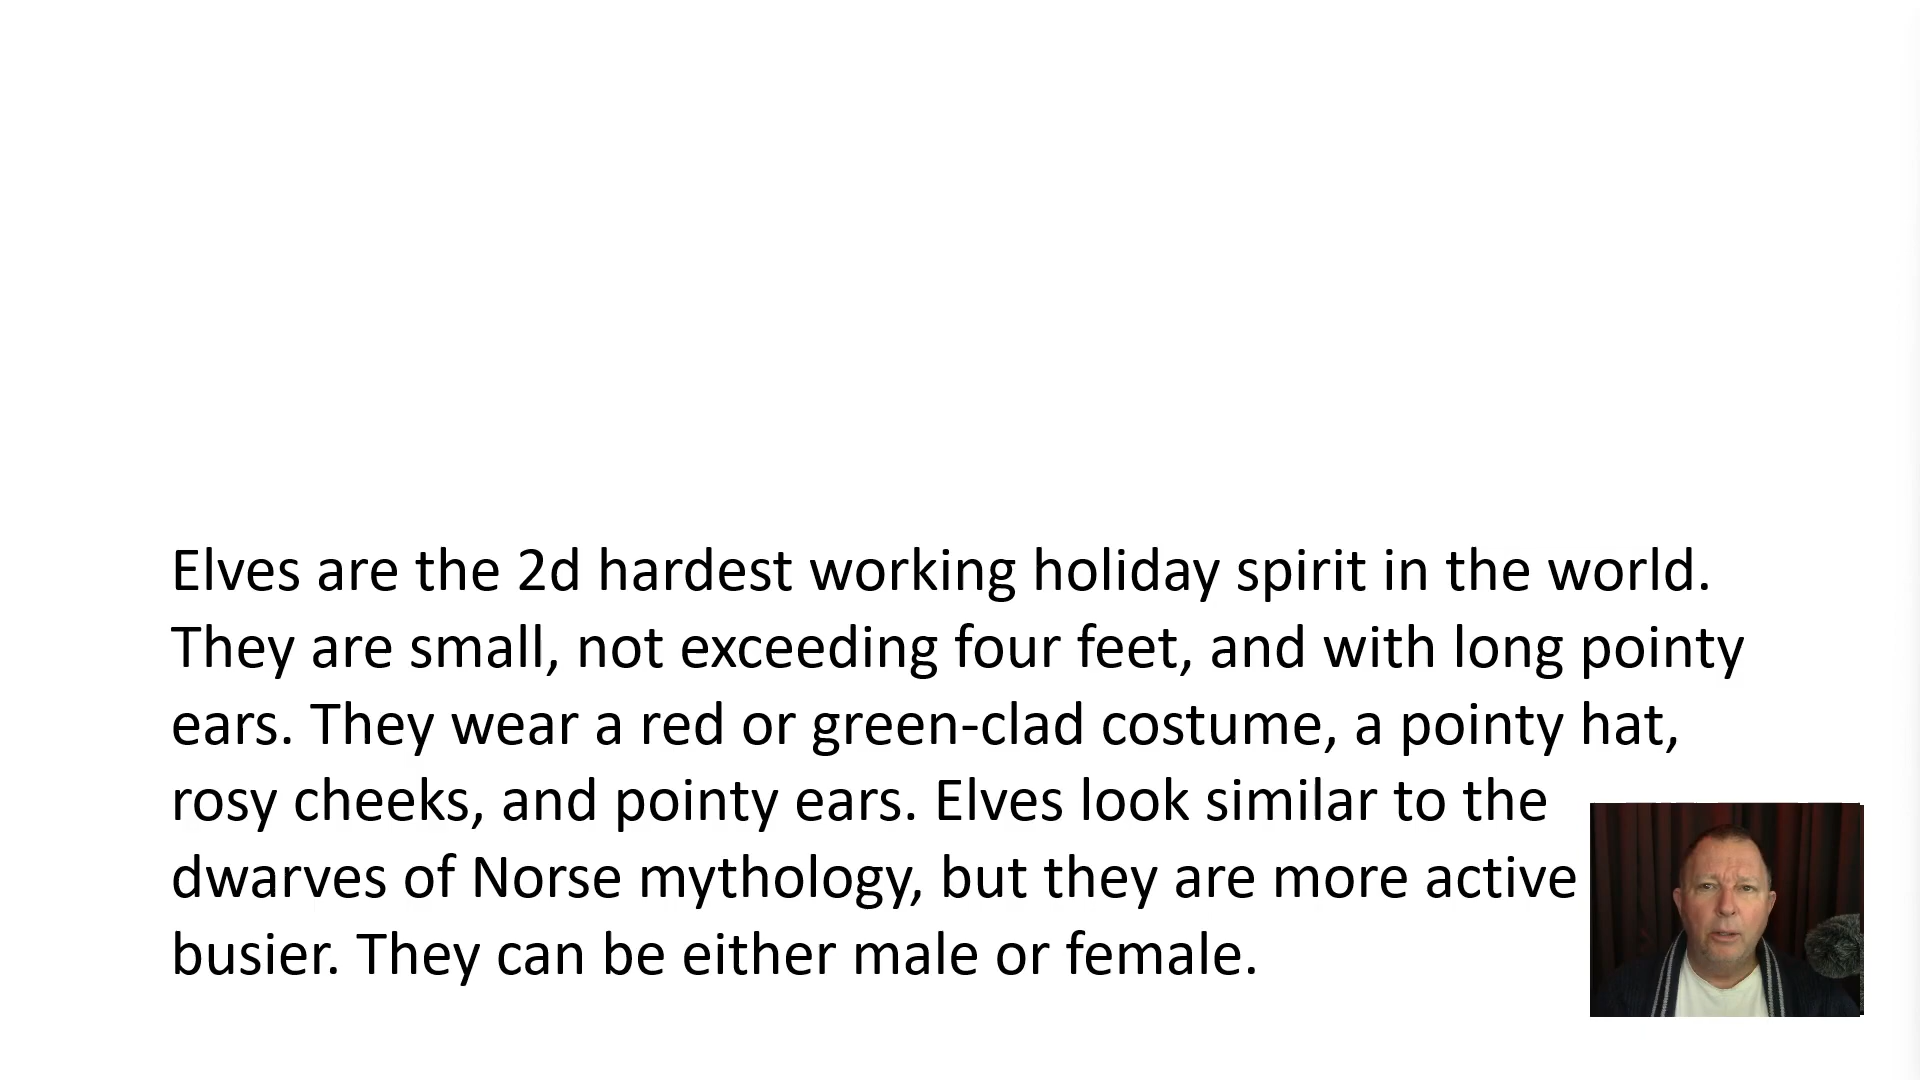 Elves are the 2d hardest working holiday spirit in the world.
They are small, not exceeding four feet, and with long pointy
ears. They wear a red or green-clad costume, a pointy hat,
rosy cheeks, and pointy ears. Elves look similar to the
dwarves of Norse mythology, but they are more active
busier. They can be either male or female.